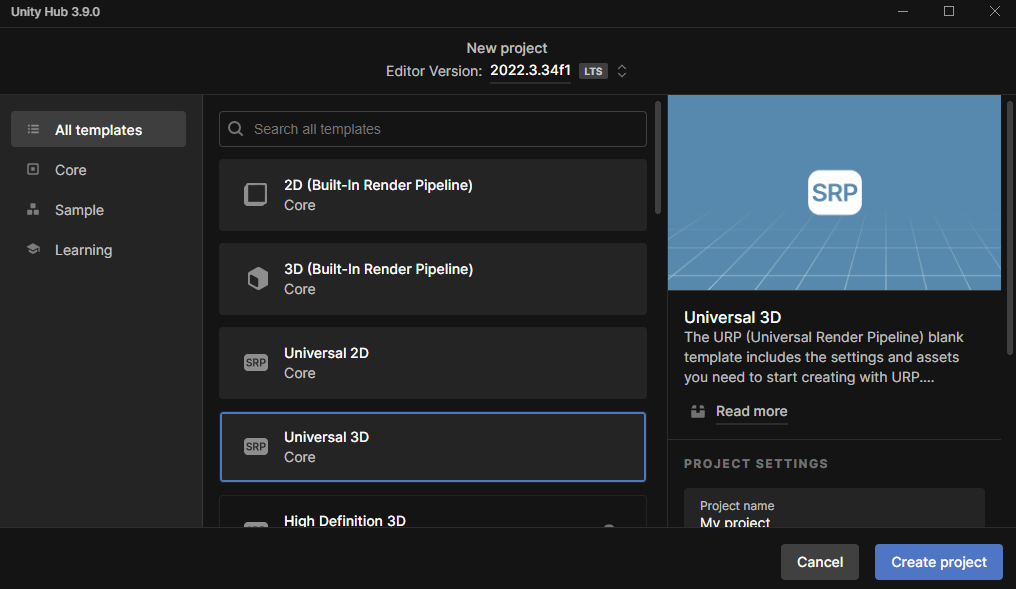 Unity Hub 3.9.0
New project
Editor Version: 2022.3.34f1 LTS
All templates
Core
Sample
Learning
Search all templates
2D (Built-In Render Pipeline)
Core
3D (Built-In Render Pipeline)
Core
SRP
Universal 2D
Core
SRP
Universal 3D
Core
High Definition 3D
SRP
Universal 3D
The URP (Universal Render Pipeline) blank
template includes the settings and assets
you need to start creating with URP....
Read more
PROJECT SETTINGS
Project name
My project
Cancel
Create project